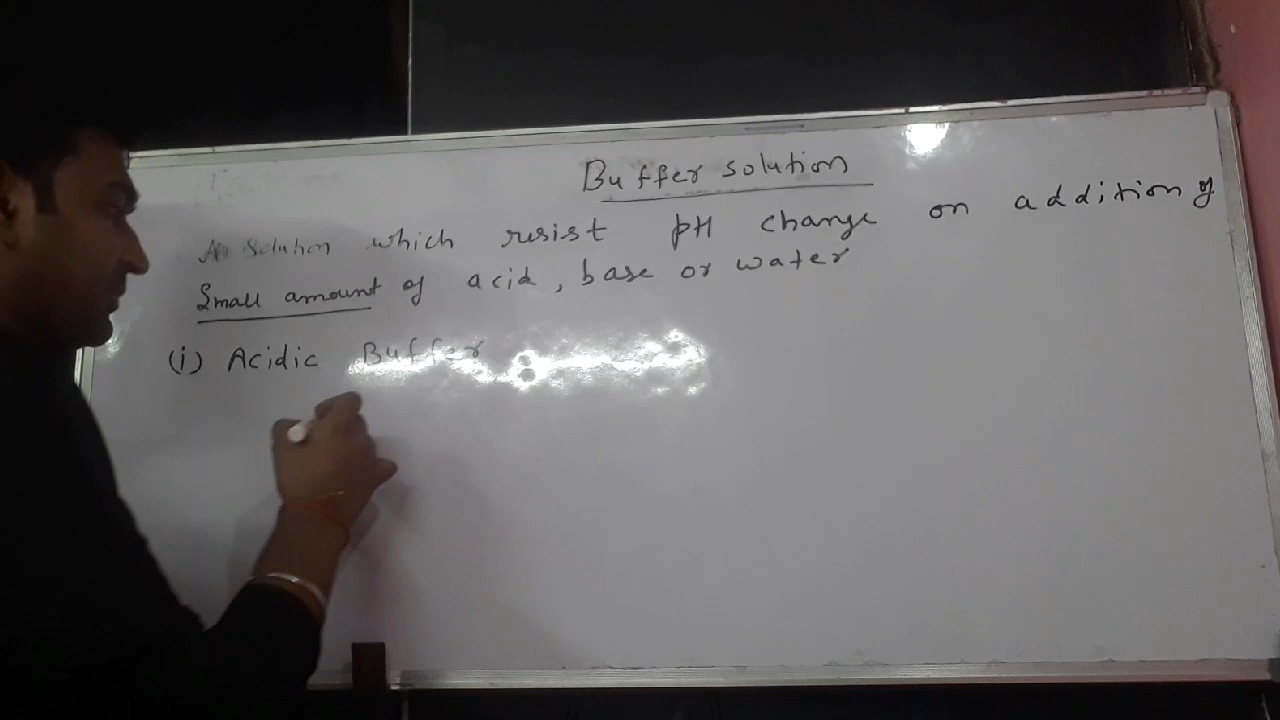 Buffer solution
A solution which resist pH change on addition of
Small amount of acid, base or water
(i) Acidic Buffer